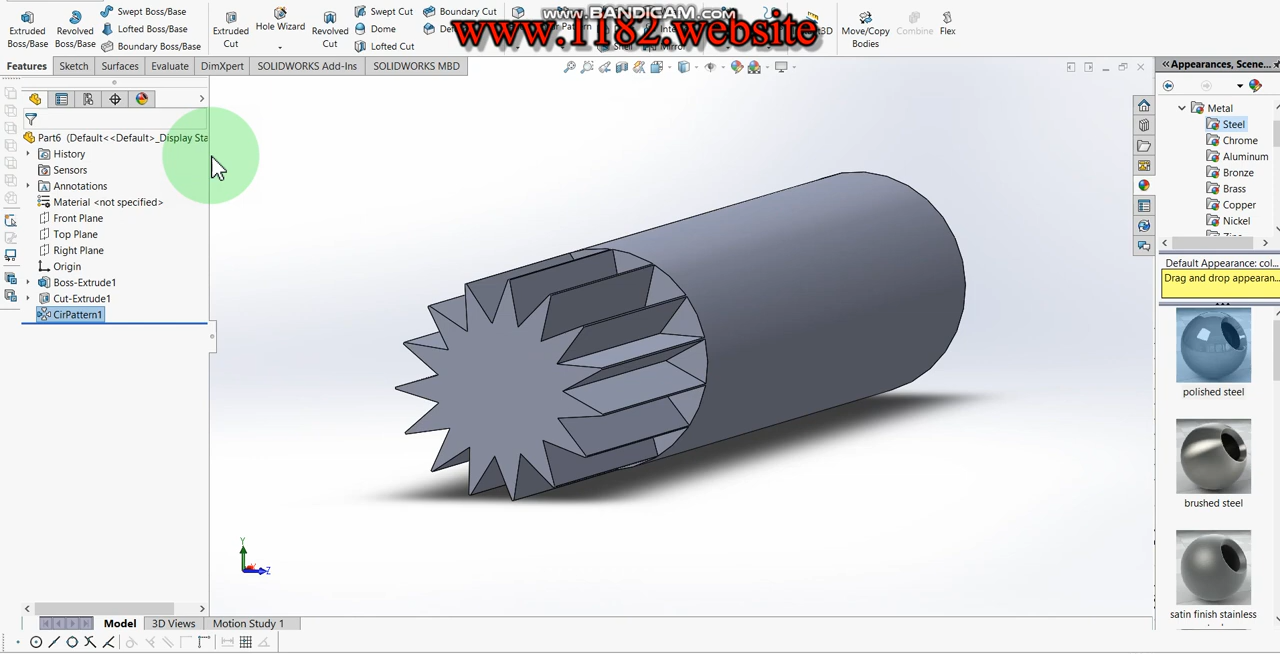 www.BANDICAM.com
www.1182.website
Extruded Boss/Base
Revolved Boss/Base
Swept Boss/Base
Lofted Boss/Base
Boundary Boss/Base
Extruded Cut
Hole Wizard
Revolved Cut
Swept Cut
Dome
Lofted Cut
Boundary Cut
Move/Copy Bodies
Combine
Flex
Features
Sketch
Surfaces
Evaluate
DimXpert
SOLIDWORKS Add-Ins
SOLIDWORKS MBD
Part6 (Default<<Default>_Display Sta
History
Sensors
Annotations
Material <not specified>
Front Plane
Top Plane
Right Plane
Origin
Boss-Extrude1
Cut-Extrude1
CirPattern1
Y
Z
Appearances, Scene...
Metal
Steel
Chrome
Aluminum
Bronze
Brass
Copper
Nickel
Default Appearance: col...
Drag and drop appearan...
polished steel
brushed steel
satin finish stainless
Model
3D Views
Motion Study 1